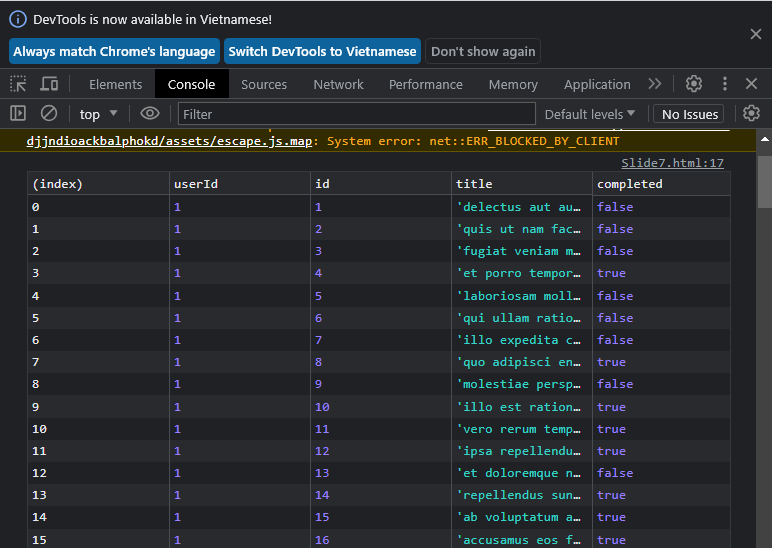 DevTools is now available in Vietnamese!
Always match Chrome's language Switch DevTools to Vietnamese Don't show again
Elements Console Sources Network Performance Memory Application
top Filter Default levels No Issues
djjndioackbalphokd/assets/escape.js.map: System error: net::ERR_BLOCKED_BY_CLIENT
Slide7.html:17
(index) userId id title completed
0 1 1 'delectus aut au… false
1 1 2 'quis ut nam fac… false
2 1 3 'fugiat veniam m… false
3 1 4 'et porro tempor… true
4 1 5 'laboriosam moll… false
5 1 6 'qui ullam ratio… false
6 1 7 'illo expedita c… false
7 1 8 'quo adipisci en… true
8 1 9 'molestiae persp… false
9 1 10 'illo est ration… true
10 1 11 'vero rerum temp… true
11 1 12 'ipsa repellendu… true
12 1 13 'et doloremque n… false
13 1 14 'repellendus sun… true
14 1 15 'ab voluptatum a… true
15 1 16 'accusamus eos f… true